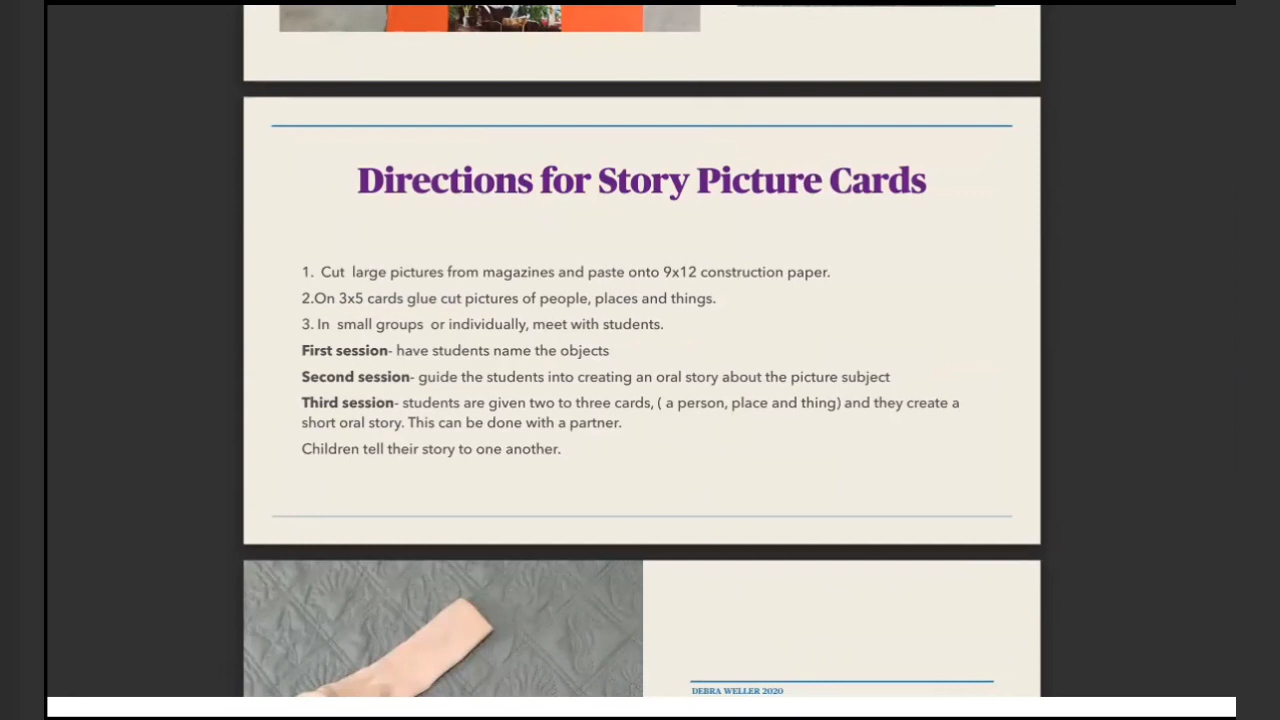 Directions for Story Picture Cards
1. Cut large pictures from magazines and paste onto 9x12 construction paper.
2.On 3x5 cards glue cut pictures of people, places and things.
3. In small groups or individually, meet with students.
First session- have students name the objects
Second session- guide the students into creating an oral story about the picture subject
Third session- students are given two to three cards, ( a person, place and thing) and they create a
short oral story. This can be done with a partner.
Children tell their story to one another.
DEBRA WELLER 2020